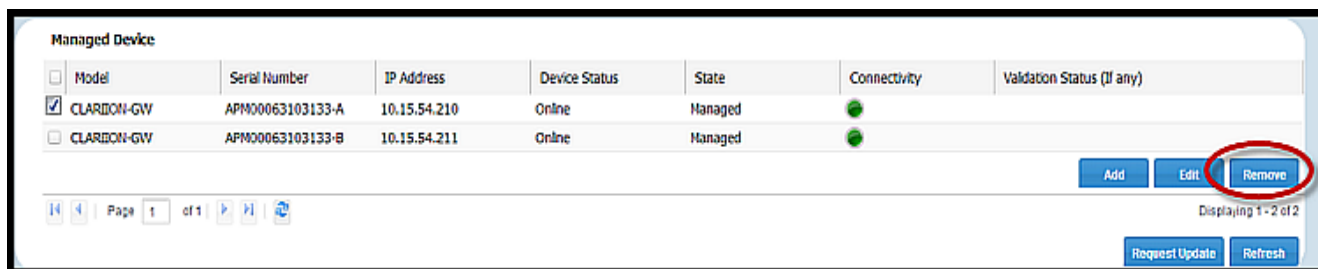 Managed Device
Model Serial Number IP Address Device Status State Connectivity Validation Status (If any)
CLARIION-GW APM00063103133-A 10.15.54.210 Online Managed
CLARIION-GW APM00063103133-B 10.15.54.211 Online Managed
Add Edit Remove
Page 1 of 1 Displaying 1 - 2 of 2
Request Update Refresh